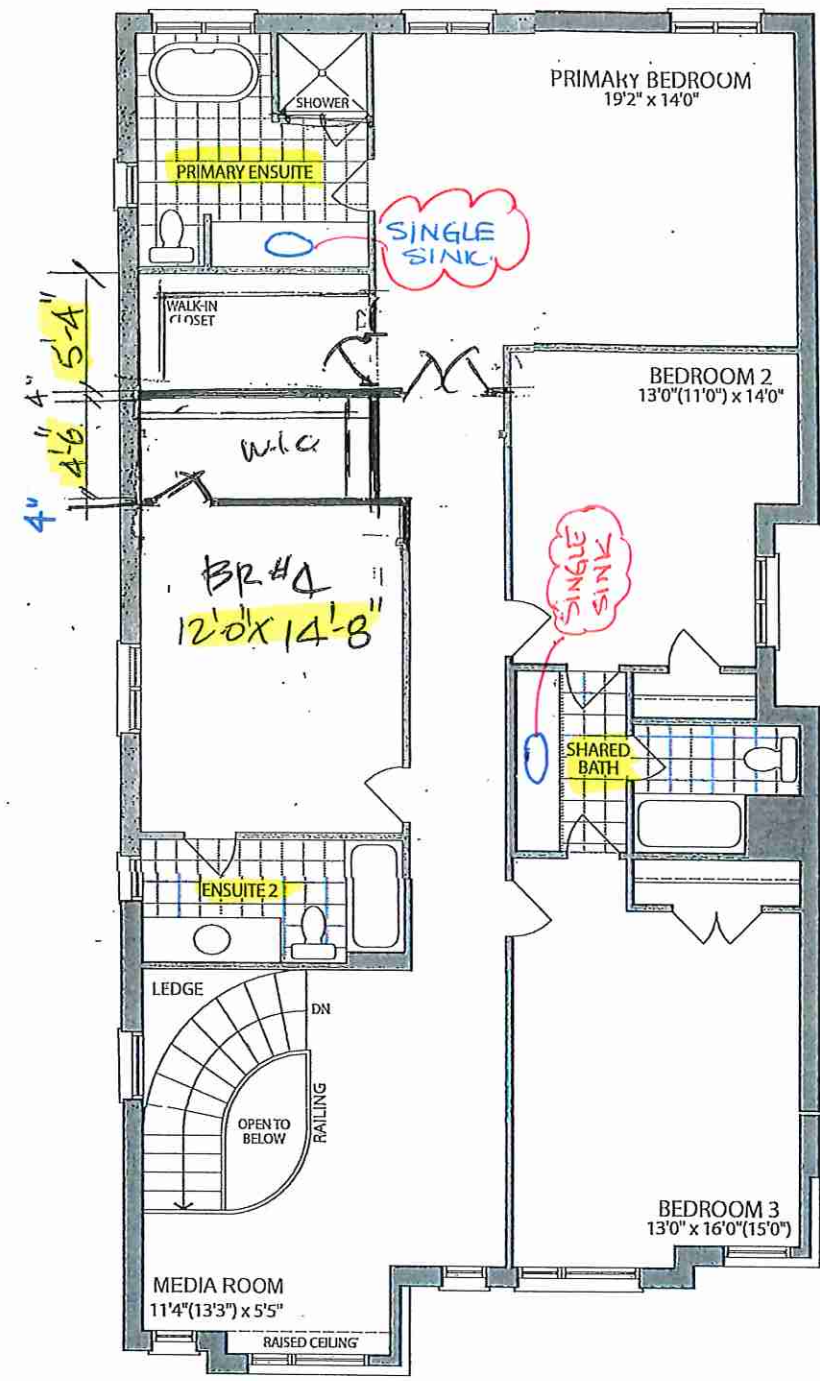 PRIMARY BEDROOM
19'2" x 14'0"
SHOWER
PRIMARY ENSUITE
SINGLE
SINK.
WALK-IN
CLOSET
5'-4"
4"
4'-6
4"
W.I.C
BEDROOM 2
13'0"(11'0") x 14'0"
BR #4
12'0" X 14'-8"
SINGLE
SINK
SHARED
BATH
ENSUITE 2
LEDGE
DN
RAILING
OPEN TO
BELOW
BEDROOM 3
13'0" x 16'0"(15'0")
MEDIA ROOM
11'4"(13'3") x 5'5"
RAISED CEILING